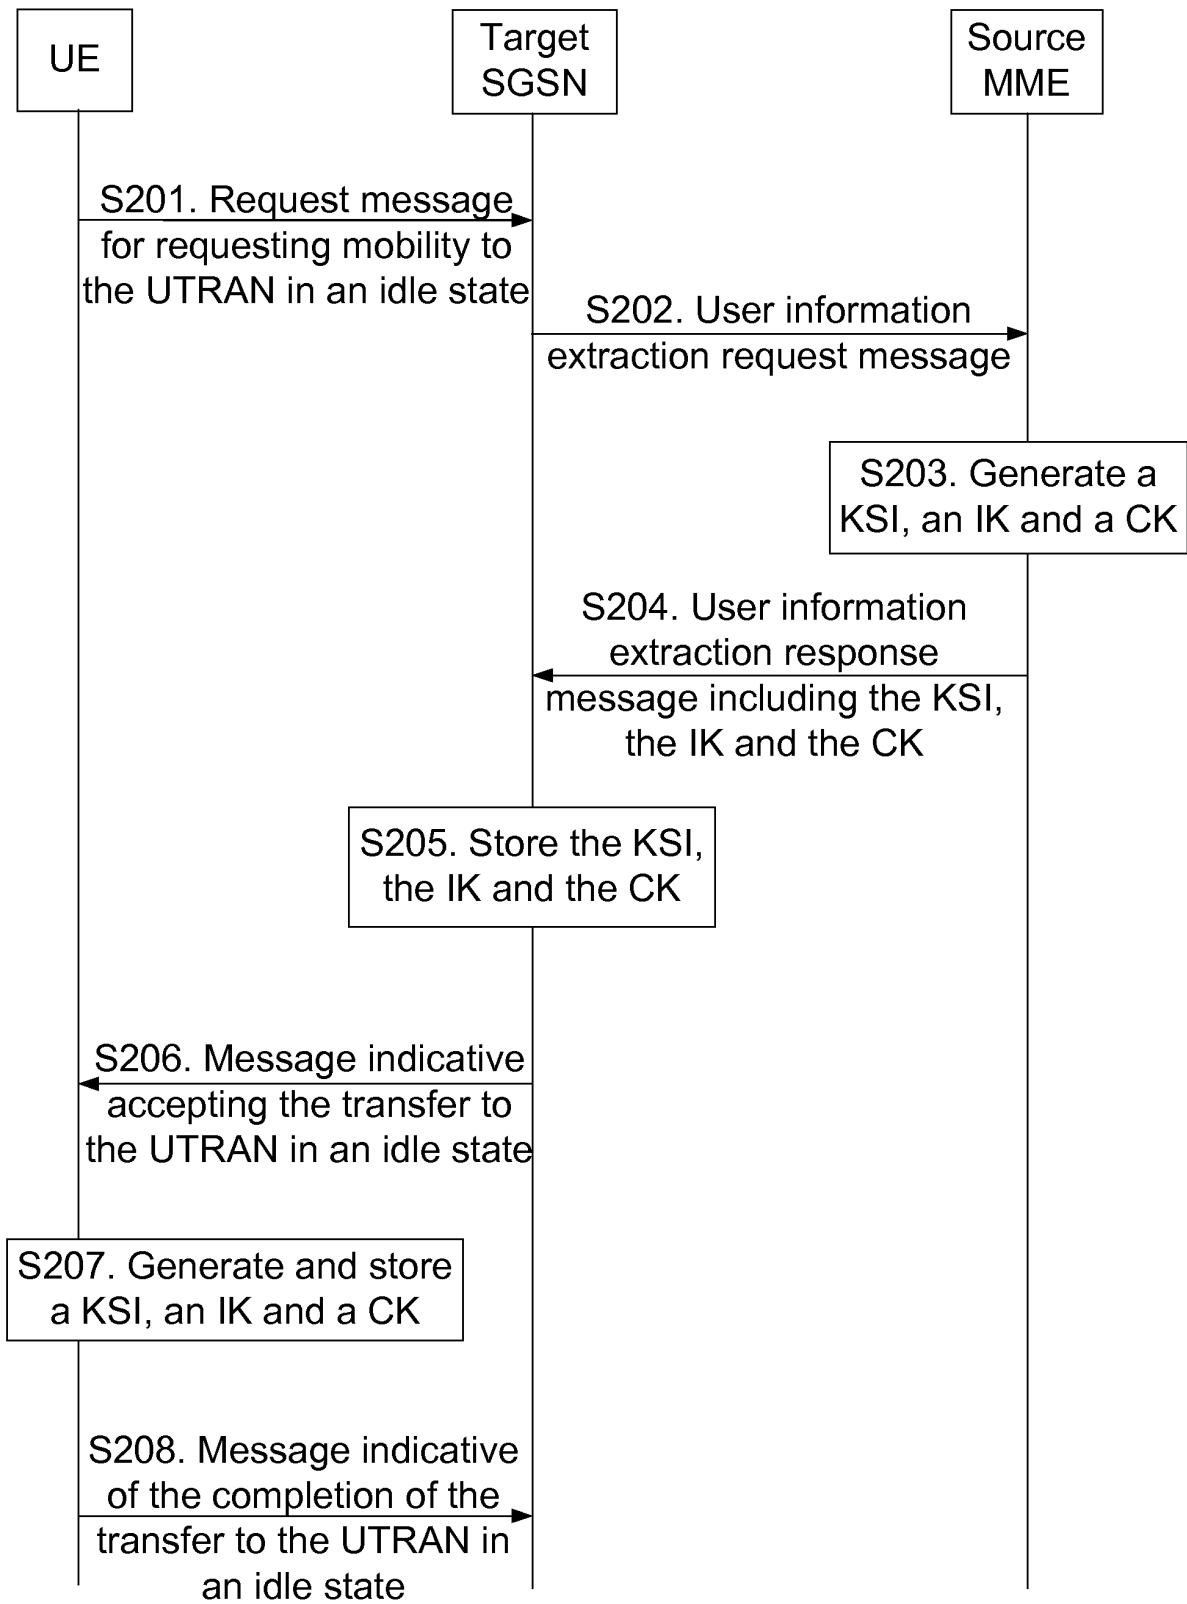 UE
Target
SGSN
Source
MME
S201. Request message
for requesting mobility to
the UTRAN in an idle state
S202. User information
extraction request message
S203. Generate a
KSI, an IK and a CK
S204. User information
extraction response
message including the KSI,
the IK and the CK
S205. Store the KSI,
the IK and the CK
S206. Message indicative
accepting the transfer to
the UTRAN in an idle state
S207. Generate and store
a KSI, an IK and a CK
S208. Message indicative
of the completion of the
transfer to the UTRAN in
an idle state